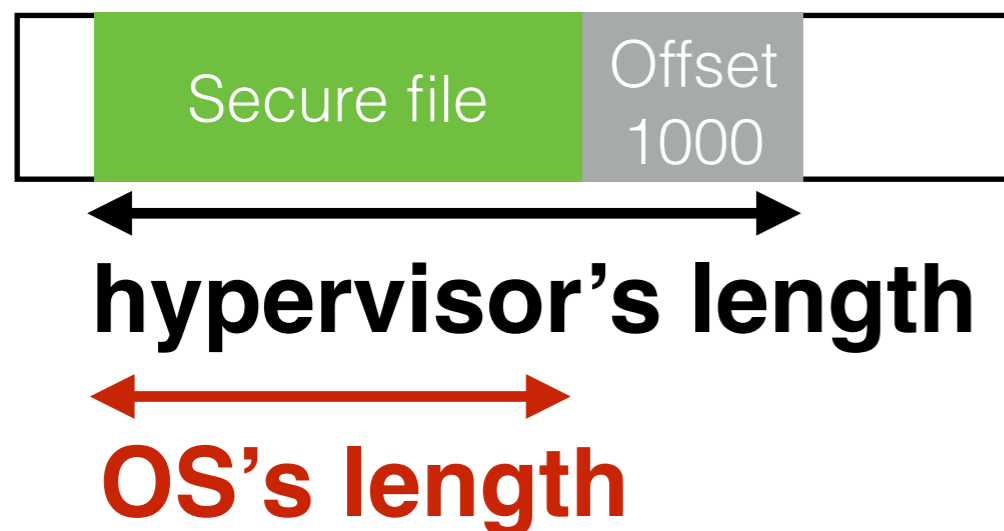 Secure file
Offset
1000
hypervisor’s length
OS’s length